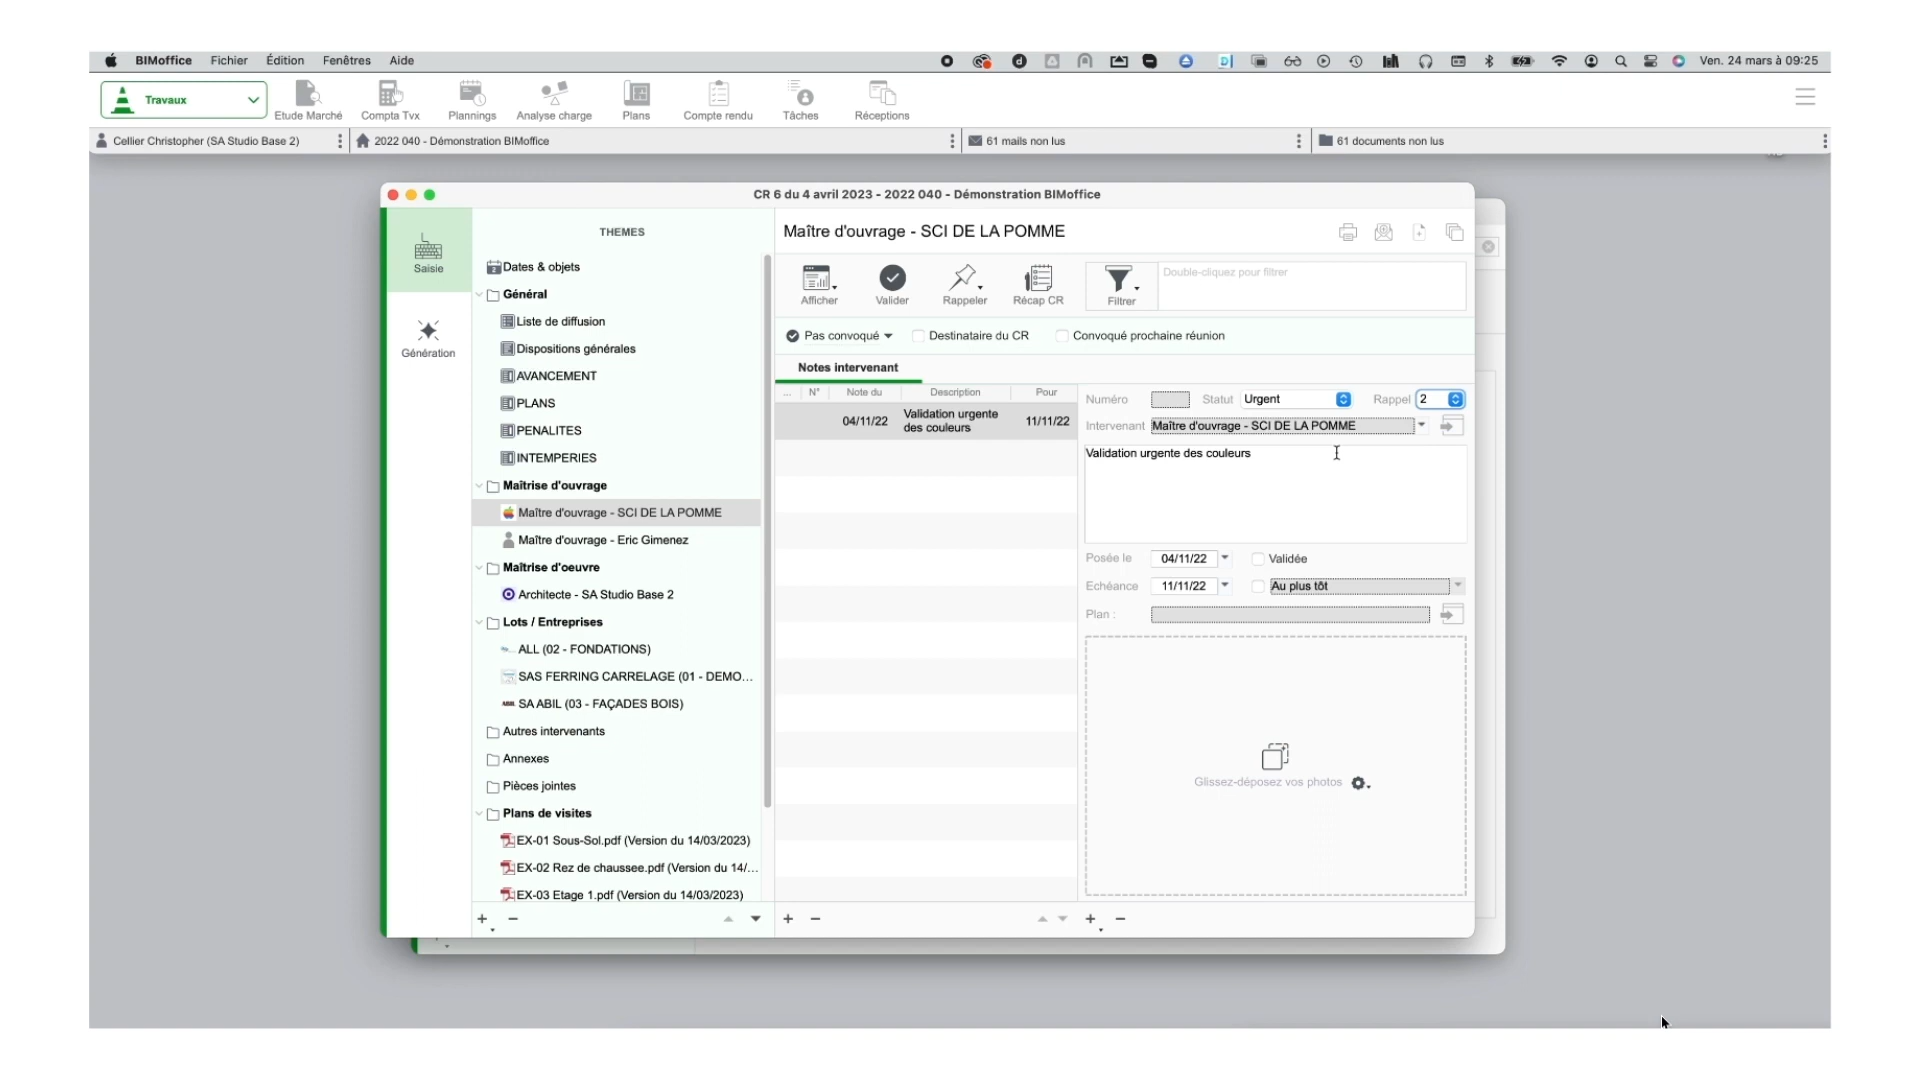 BIMoffice Fichier Édition Fenêtres Aide
Ven. 24 mars à 09:25
Travaux
Etude Marché
Compta Tvx
Plannings
Analyse charge
Plans
Compte rendu
Tâches
Réceptions
Cellier Christopher (SA Studio Base 2)
2022 040 - Démonstration BIMoffice
61 mails non lus
61 documents non lus
CR 6 du 4 avril 2023 - 2022 040 - Démonstration BIMoffice
Saisie
Génération
THEMES
Dates & objets
Général
Liste de diffusion
Dispositions générales
AVANCEMENT
PLANS
PENALITES
INTEMPERIES
Maîtrise d'ouvrage
Maître d'ouvrage - SCI DE LA POMME
Maître d'ouvrage - Eric Gimenez
Maîtrise d'oeuvre
Architecte - SA Studio Base 2
Lots / Entreprises
ALL (02 - FONDATIONS)
SAS FERRING CARRELAGE (01 - DEMO...
SA ABIL (03 - FAÇADES BOIS)
Autres intervenants
Annexes
Pièces jointes
Plans de visites
EX-01 Sous-Sol.pdf (Version du 14/03/2023)
EX-02 Rez de chaussee.pdf (Version du 14/...
EX-03 Etage 1.pdf (Version du 14/03/2023)
Maître d'ouvrage - SCI DE LA POMME
Afficher
Valider
Rappeler
Récap CR
Filtrer
Double-cliquez pour filtrer
Pas convoqué
Destinataire du CR
Convoqué prochaine réunion
Notes intervenant
... N° Note du Description Pour
04/11/22 Validation urgente des couleurs 11/11/22
Numéro Statut Urgent Rappel 2
Intervenant Maître d'ouvrage - SCI DE LA POMME
Validation urgente des couleurs
Posée le 04/11/22 Validée
Echéance 11/11/22 Au plus tôt
Plan :
Glissez-déposez vos photos